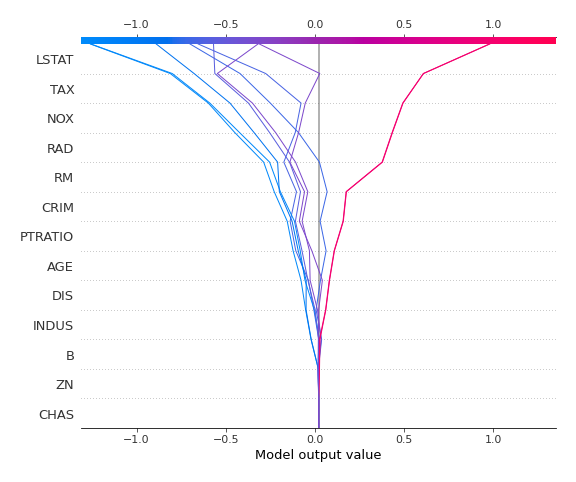 −1.0 −0.5 0.0 0.5 1.0
LSTAT
TAX
NOX
RAD
RM
CRIM
PTRATIO
AGE
DIS
INDUS
B
ZN
CHAS
−1.0 −0.5 0.0 0.5 1.0
Model output value